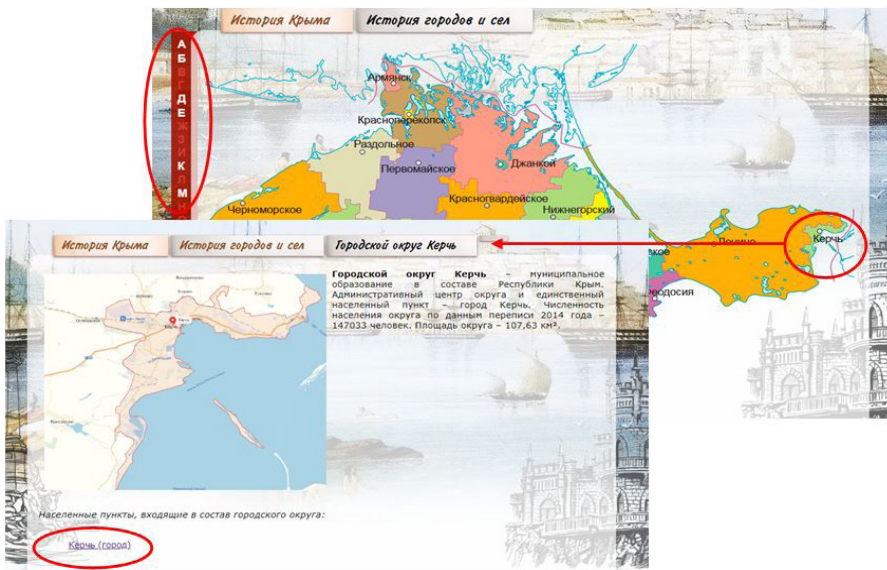 История Крыма
История городов и сел
А
Б
В
Г
Д
Е
Ж
З
И
К
Л
М
Армянск
Красноперекопск
Раздольное
Джанкой
Первомайское
Красногвардейское
Черноморское
Нижнегорский
Ленино
Керчь
История Крыма
История городов и сел
Городской округ Керчь
Городской округ Керчь – муниципальное
образование в составе Республики Крым.
Административный центр округа и единственный
населенный пункт – город Керчь. Численность
населения округа по данным переписи 2014 года –
147033 человек. Площадь округа – 107,63 км².
Населенные пункты, входящие в состав городского округа:
Керчь (город)